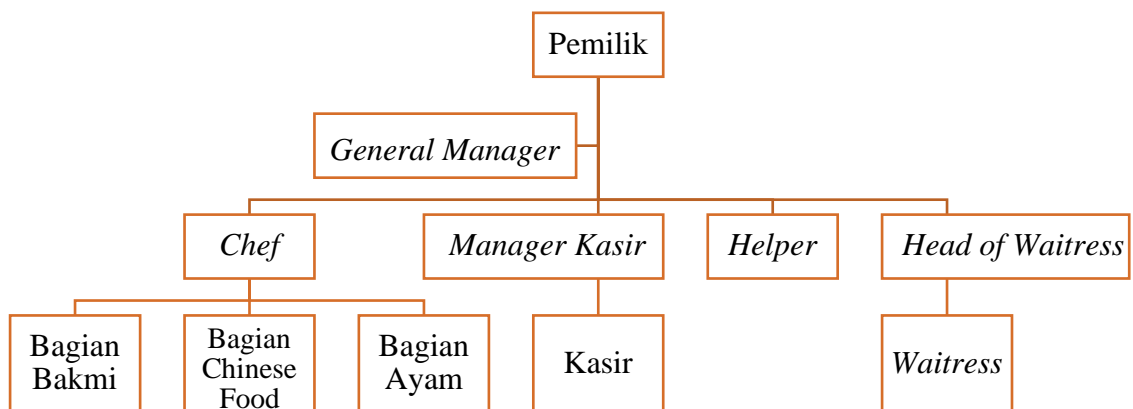 Pemilik
General Manager
Chef
Manager Kasir
Helper
Head of Waitress
Bagian
Bakmi
Bagian
Chinese
Food
Bagian
Ayam
Kasir
Waitress